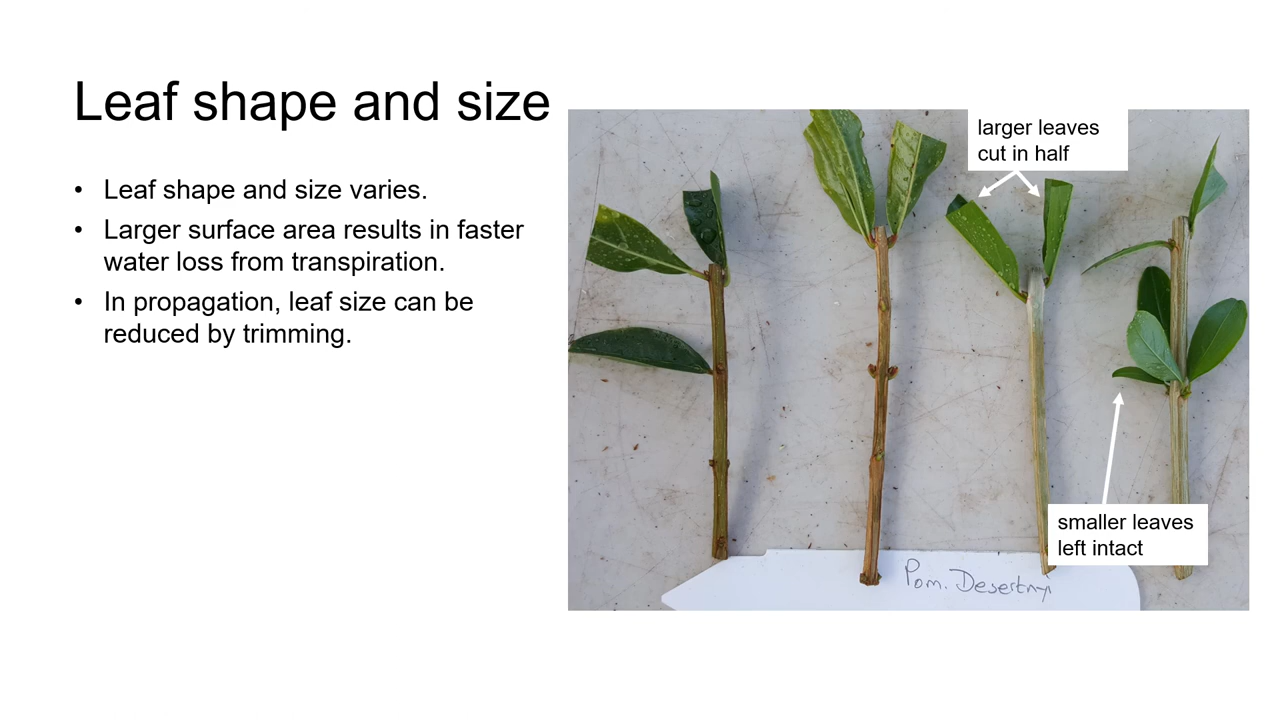 Leaf shape and size
• Leaf shape and size varies.
• Larger surface area results in faster
water loss from transpiration.
• In propagation, leaf size can be
reduced by trimming.
larger leaves
cut in half
smaller leaves
left intact
Pom. Desertnyi